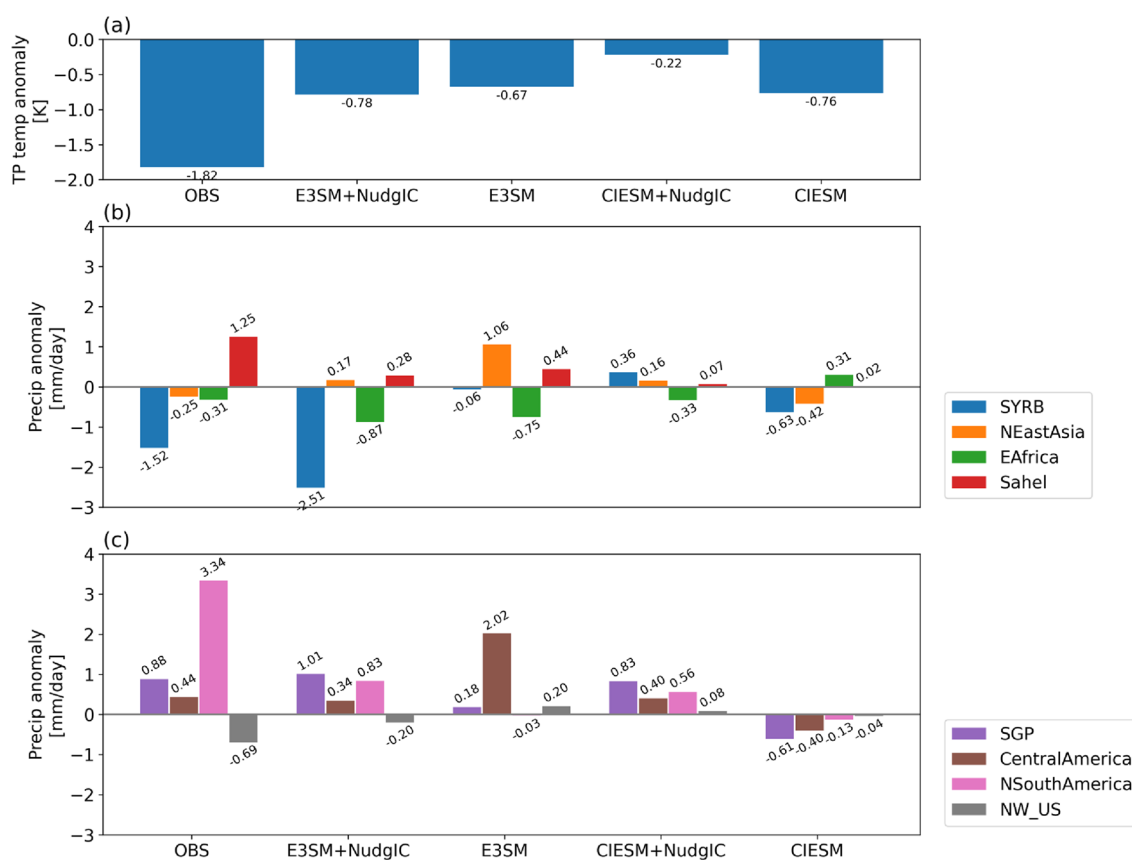 (a)
TP temp anomaly
[K]
0.0
−0.5
−1.0
−1.5
−2.0
-1.82
-0.78
-0.67
-0.22
-0.76
OBS
E3SM+NudgIC
E3SM
CIESM+NudgIC
CIESM
(b)
Precip anomaly
[mm/day]
4
3
2
1
0
−1
−2
−3
-1.52
-0.25
-0.31
1.25
-2.51
0.17
-0.87
0.28
-0.06
1.06
-0.75
0.44
0.36
0.16
-0.33
0.07
-0.63
-0.42
0.31
0.02
SYRB
NEastAsia
EAfrica
Sahel
(c)
Precip anomaly
[mm/day]
4
3
2
1
0
−1
−2
−3
0.88
0.44
3.34
-0.69
1.01
0.34
0.83
-0.20
0.18
2.02
-0.03
0.20
0.83
0.40
0.56
0.08
-0.61
-0.40
-0.13
-0.04
OBS
E3SM+NudgIC
E3SM
CIESM+NudgIC
CIESM
SGP
CentralAmerica
NSouthAmerica
NW_US